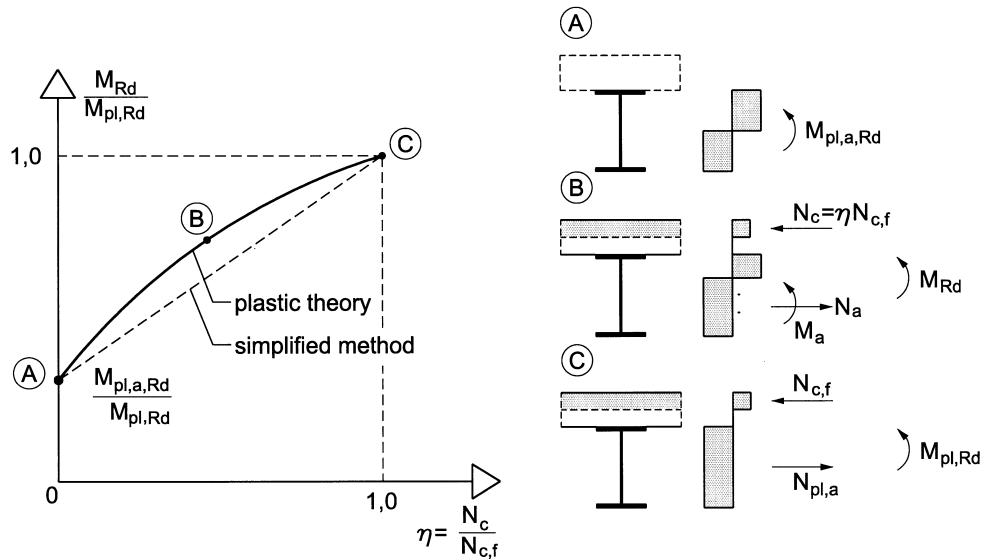 M_Rd
M_pl,Rd
1,0
C
B
plastic theory
simplified method
A
M_pl,a,Rd
M_pl,Rd
0
1,0
η = N_c
N_c,f
A
M_pl,a,Rd
B
N_c=ηN_c,f
M_Rd
N_a
M_a
C
N_c,f
M_pl,Rd
N_pl,a